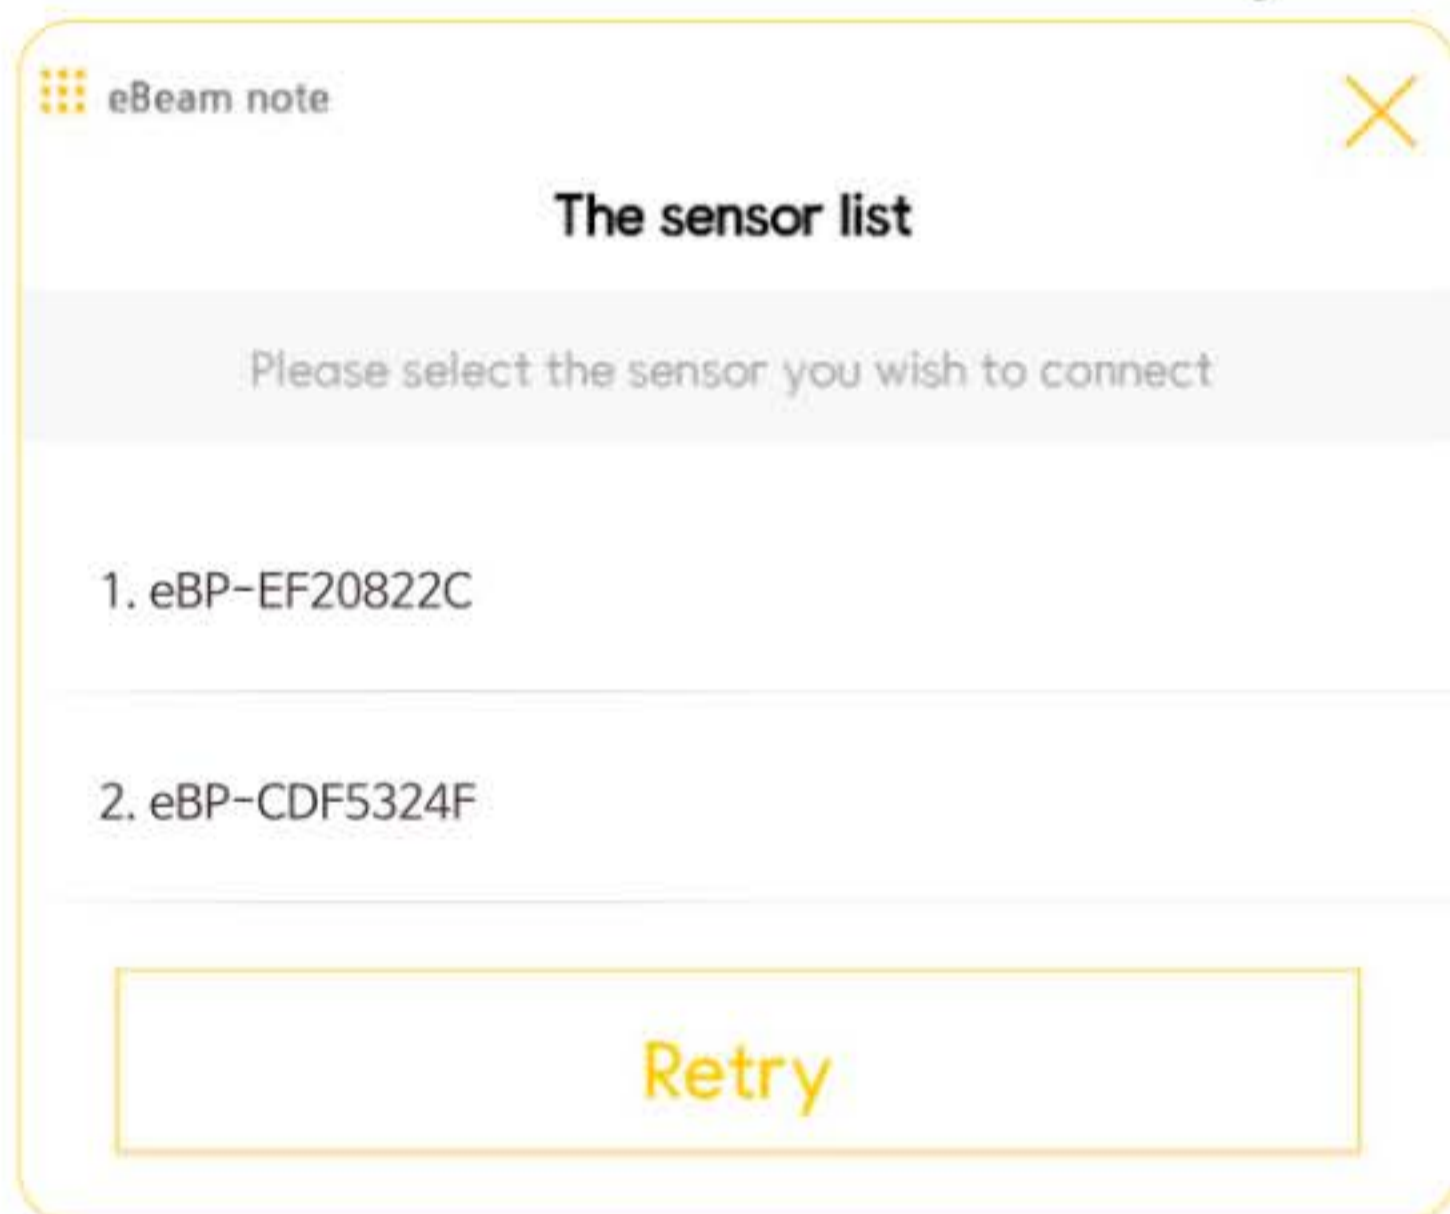 eBeam note
The sensor list
Please select the sensor you wish to connect
1. eBP-EF20822C
2. eBP-CDF5324F
Retry